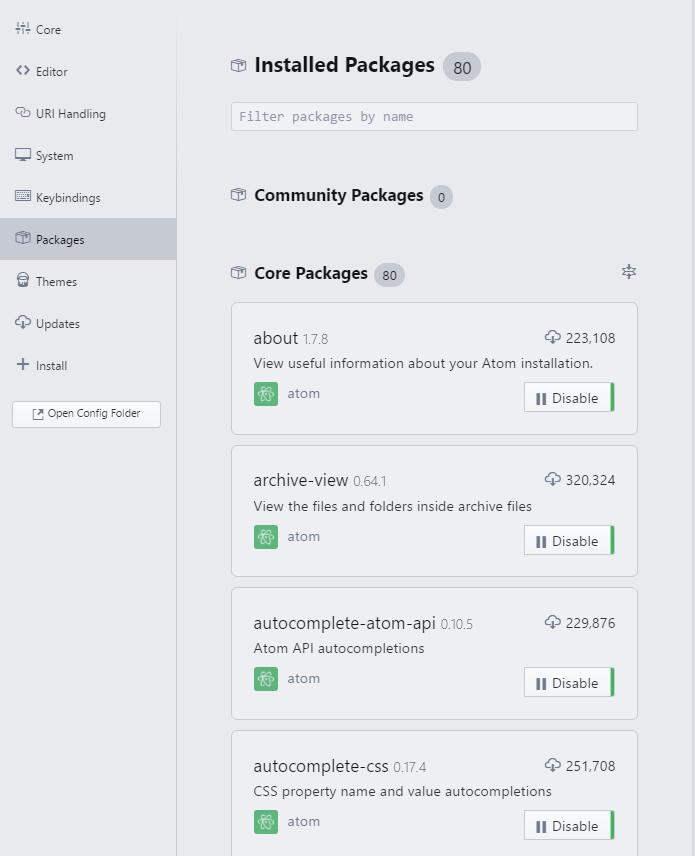 Core
Editor
URI Handling
System
Keybindings
Packages
Themes
Updates
Install
Open Config Folder
Installed Packages 80
Filter packages by name
Community Packages 0
Core Packages 80
about 1.7.8 223,108
View useful information about your Atom installation.
atom Disable
archive-view 0.64.1 320,324
View the files and folders inside archive files
atom Disable
autocomplete-atom-api 0.10.5 229,876
Atom API autocompletions
atom Disable
autocomplete-css 0.17.4 251,708
CSS property name and value autocompletions
atom Disable